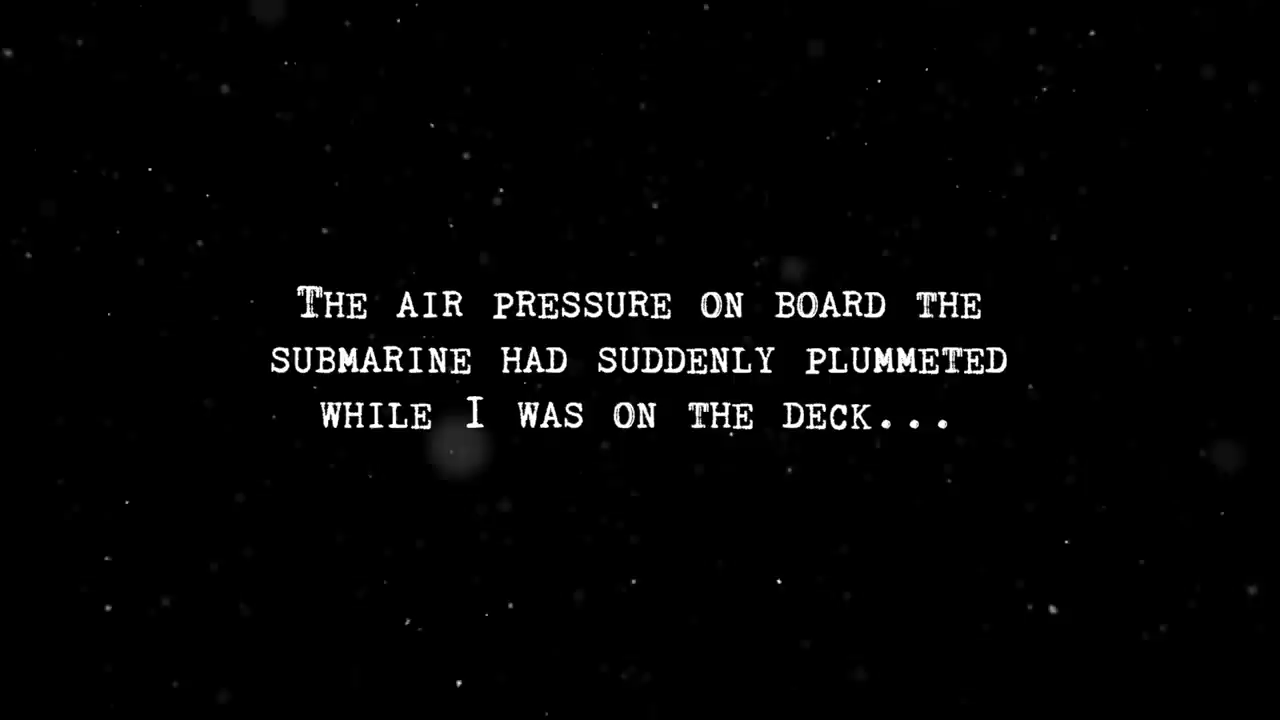 The air pressure on board the
submarine had suddenly plummeted
while I was on the deck...